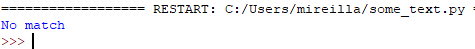 =================== RESTART: C:/Users/mireilla/some_text.py =
No match
>>>